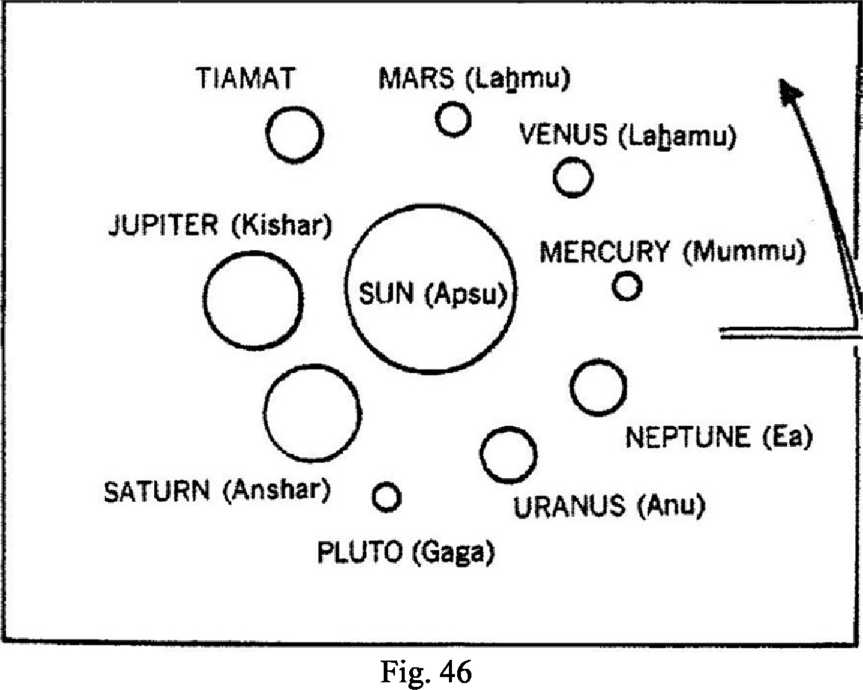 TIAMAT
MARS (Laḫmu)
VENUS (Laḫamu)
JUPITER (Kishar)
MERCURY (Mummu)
SUN (Apsu)
NEPTUNE (Ea)
SATURN (Anshar)
URANUS (Anu)
PLUTO (Gaga)
Fig. 46